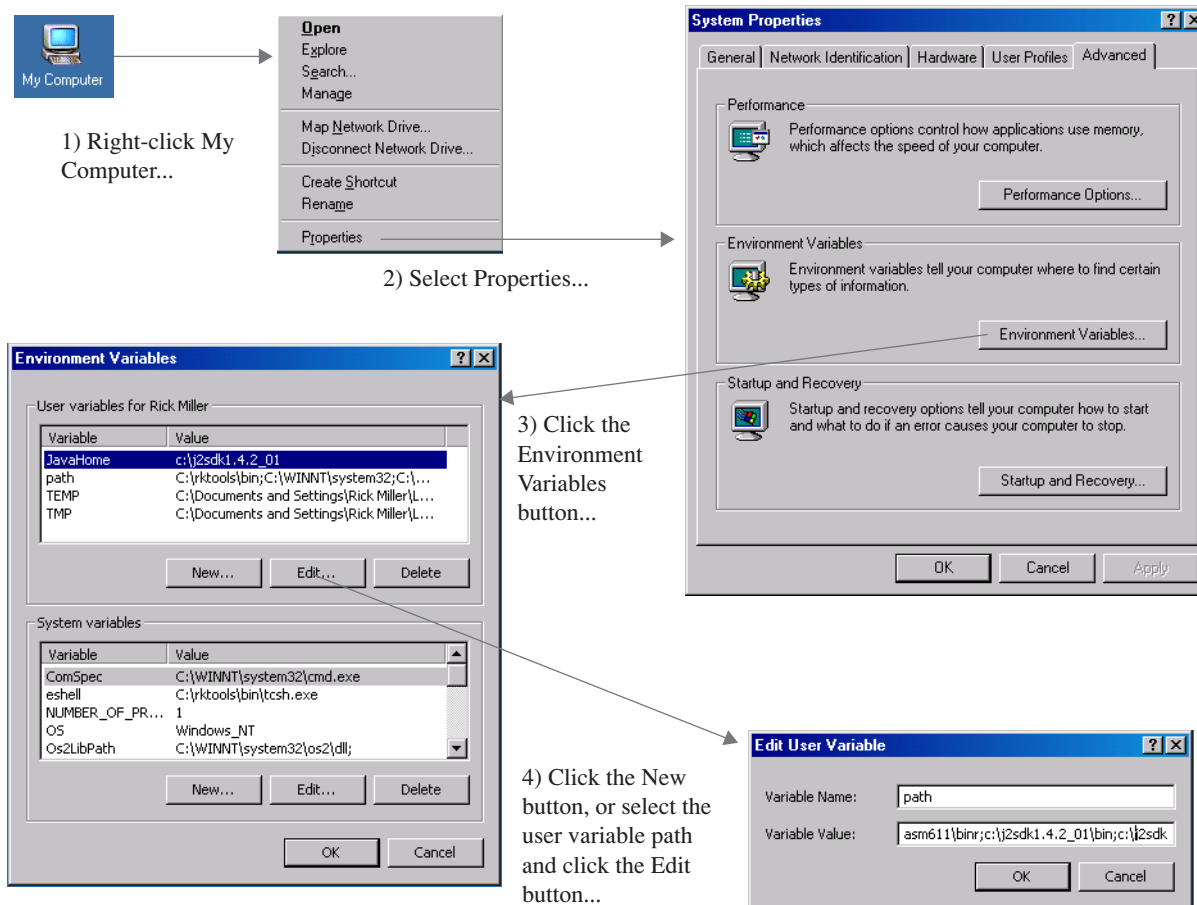 My Computer
1) Right-click My
Computer...
Open
Explore
Search...
Manage
Map Network Drive...
Disconnect Network Drive...
Create Shortcut
Rename
Properties
2) Select Properties...
System Properties
General
Network Identification
Hardware
User Profiles
Advanced
Performance
Performance options control how applications use memory,
which affects the speed of your computer.
Performance Options...
Environment Variables
Environment variables tell your computer where to find certain
types of information.
Environment Variables...
Startup and Recovery
Startup and recovery options tell your computer how to start
and what to do if an error causes your computer to stop.
Startup and Recovery...
OK
Cancel
Apply
3) Click the
Environment
Variables
button...
Environment Variables
User variables for Rick Miller
Variable Value
JavaHome c:\j2sdk1.4.2_01
path C:\rktools\bin;C:\WINNT\system32;C:\...
TEMP C:\Documents and Settings\Rick Miller\L...
TMP C:\Documents and Settings\Rick Miller\L...
New...
Edit...
Delete
System variables
Variable Value
ComSpec C:\WINNT\system32\cmd.exe
eshell C:\rktools\bin\tcsh.exe
NUMBER_OF_PR... 1
OS Windows_NT
Os2LibPath C:\WINNT\system32\os2\dll;
New...
Edit...
Delete
OK
Cancel
4) Click the New
button, or select the
user variable path
and click the Edit
button...
Edit User Variable
Variable Name: path
Variable Value: asm611\binr;c:\j2sdk1.4.2_01\bin;c:\j2sdk
OK
Cancel